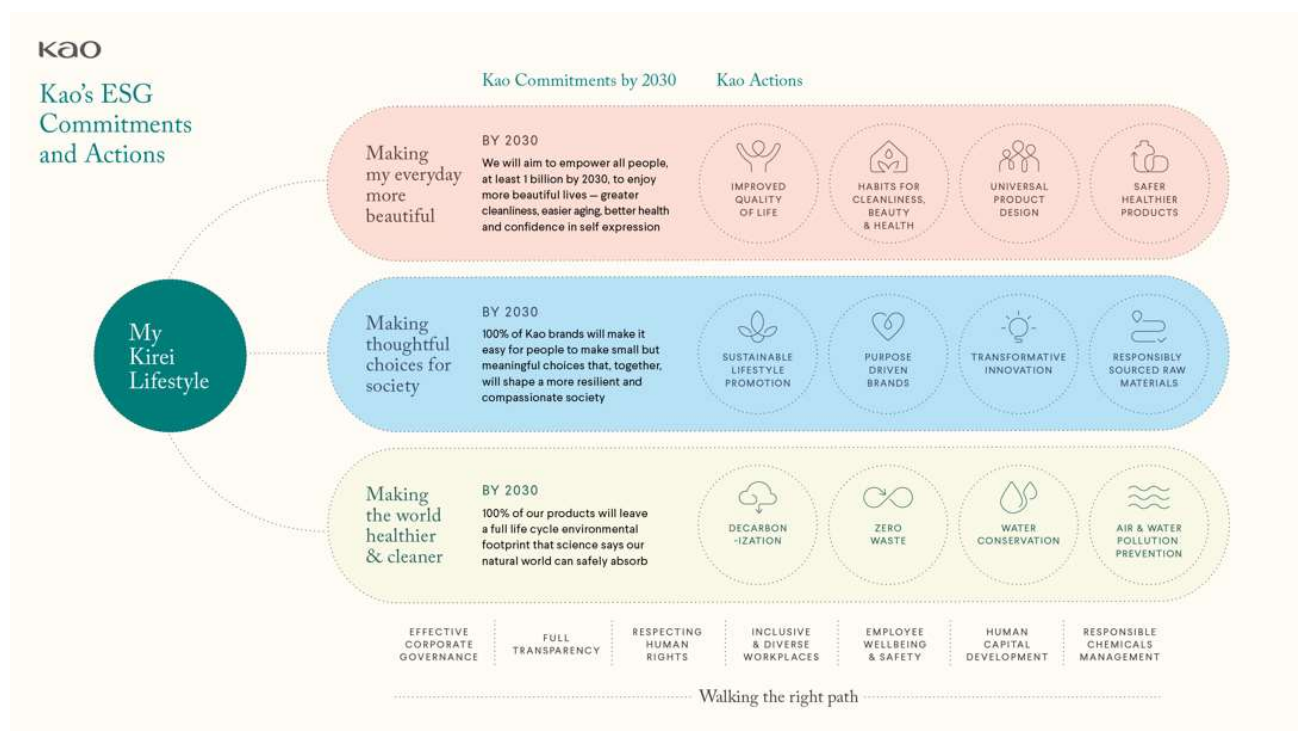 Kao
Kao's ESG
Commitments
and Actions
Kao Commitments by 2030
Kao Actions
My
Kirei
Lifestyle
Making
my everyday
more
beautiful
BY 2030
We will aim to empower all people,
at least 1 billion by 2030, to enjoy
more beautiful lives — greater
cleanliness, easier aging, better health
and confidence in self expression
IMPROVED
QUALITY
OF LIFE
HABITS FOR
CLEANLINESS,
BEAUTY
& HEALTH
UNIVERSAL
PRODUCT
DESIGN
SAFER
HEALTHIER
PRODUCTS
Making
thoughtful
choices for
society
BY 2030
100% of Kao brands will make it
easy for people to make small but
meaningful choices that, together,
will shape a more resilient and
compassionate society
SUSTAINABLE
LIFESTYLE
PROMOTION
PURPOSE
DRIVEN
BRANDS
TRANSFORMATIVE
INNOVATION
RESPONSIBLY
SOURCED RAW
MATERIALS
Making
the world
healthier
& cleaner
BY 2030
100% of our products will leave
a full life cycle environmental
footprint that science says our
natural world can safely absorb
DECARBON
-IZATION
ZERO
WASTE
WATER
CONSERVATION
AIR & WATER
POLLUTION
PREVENTION
EFFECTIVE
CORPORATE
GOVERNANCE
FULL
TRANSPARENCY
RESPECTING
HUMAN
RIGHTS
INCLUSIVE
& DIVERSE
WORKPLACES
EMPLOYEE
WELLBEING
& SAFETY
HUMAN
CAPITAL
DEVELOPMENT
RESPONSIBLE
CHEMICALS
MANAGEMENT
Walking the right path